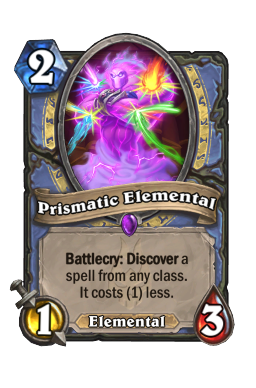 2
Prismatic Elemental
Battlecry: Discover a
spell from any class.
It costs (1) less.
1
Elemental
3